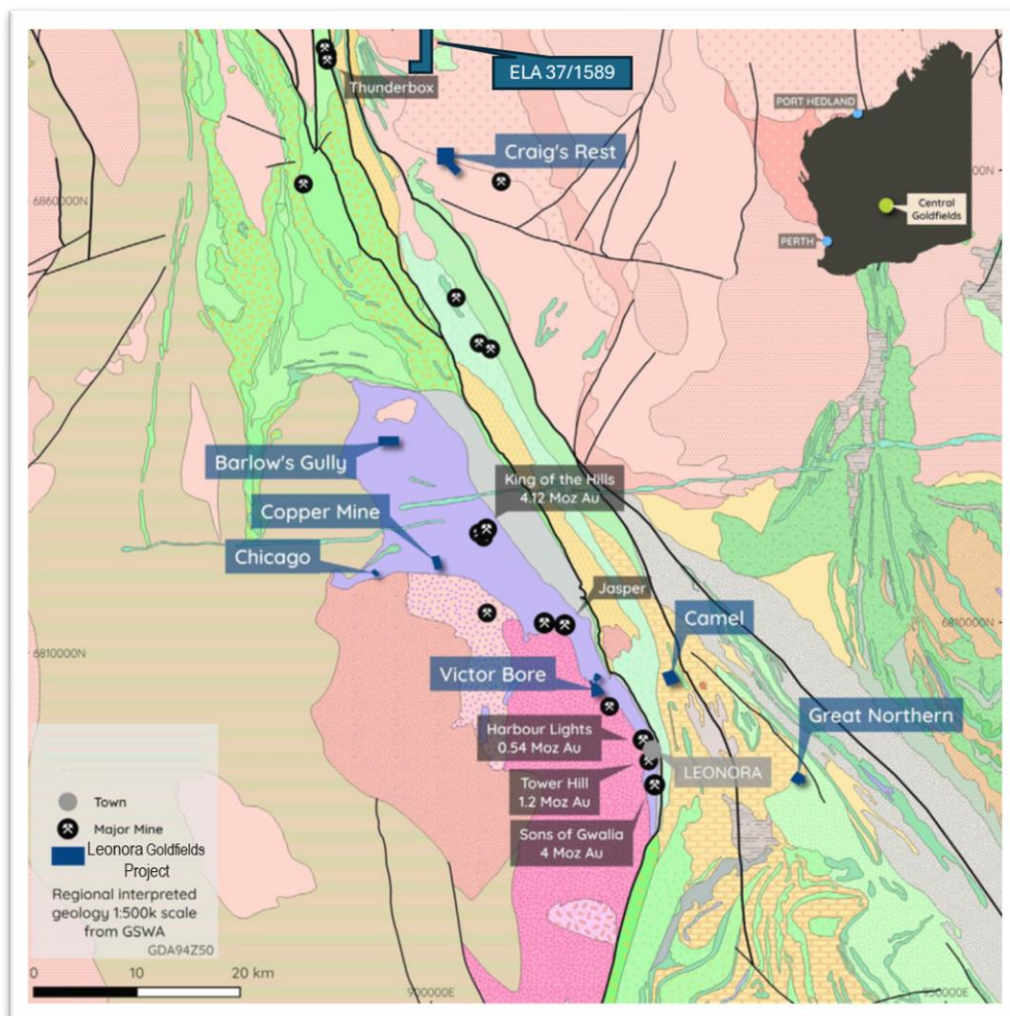 ELA 37/1589
Thunderbox
PORT HEDLAND
Craig's Rest
6860000N
Central
Goldfields
PERTH
Barlow's Gully
King of the Hills
4.12 Moz Au
Copper Mine
Chicago
Jasper
Camel
6810000N
6810000N
Victor Bore
Great Northern
Harbour Lights
0.54 Moz Au
LEONORA
Tower Hill
1.2 Moz Au
Sons of Gwalia
4 Moz Au
Town
Major Mine
Leonora Goldfields
Project
Regional interpreted
geology 1:500k scale
from GSWA
GDA94Z50
0 10 20 km
900000E
950000E